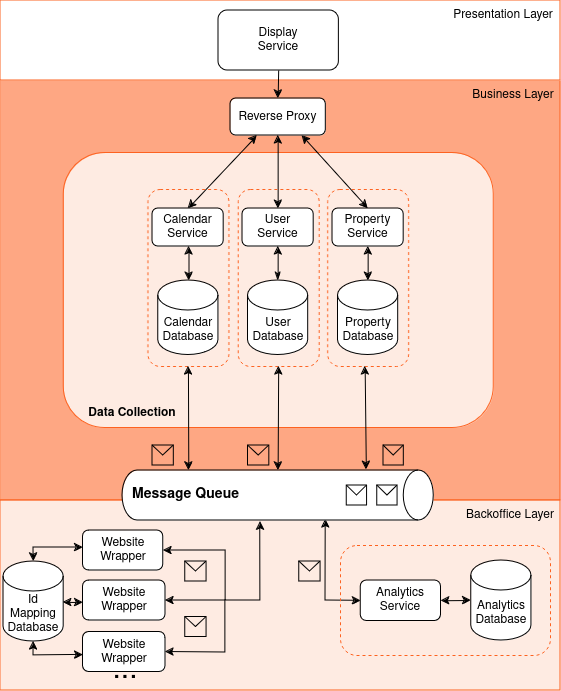 Presentation Layer
Display
Service
Business Layer
Reverse Proxy
Calendar
Service
User
Service
Property
Service
Calendar
Database
User
Database
Property
Database
Data Collection
Message Queue
Backoffice Layer
Website
Wrapper
Id
Mapping
Database
Website
Wrapper
Website
Wrapper
...
Analytics
Service
Analytics
Database